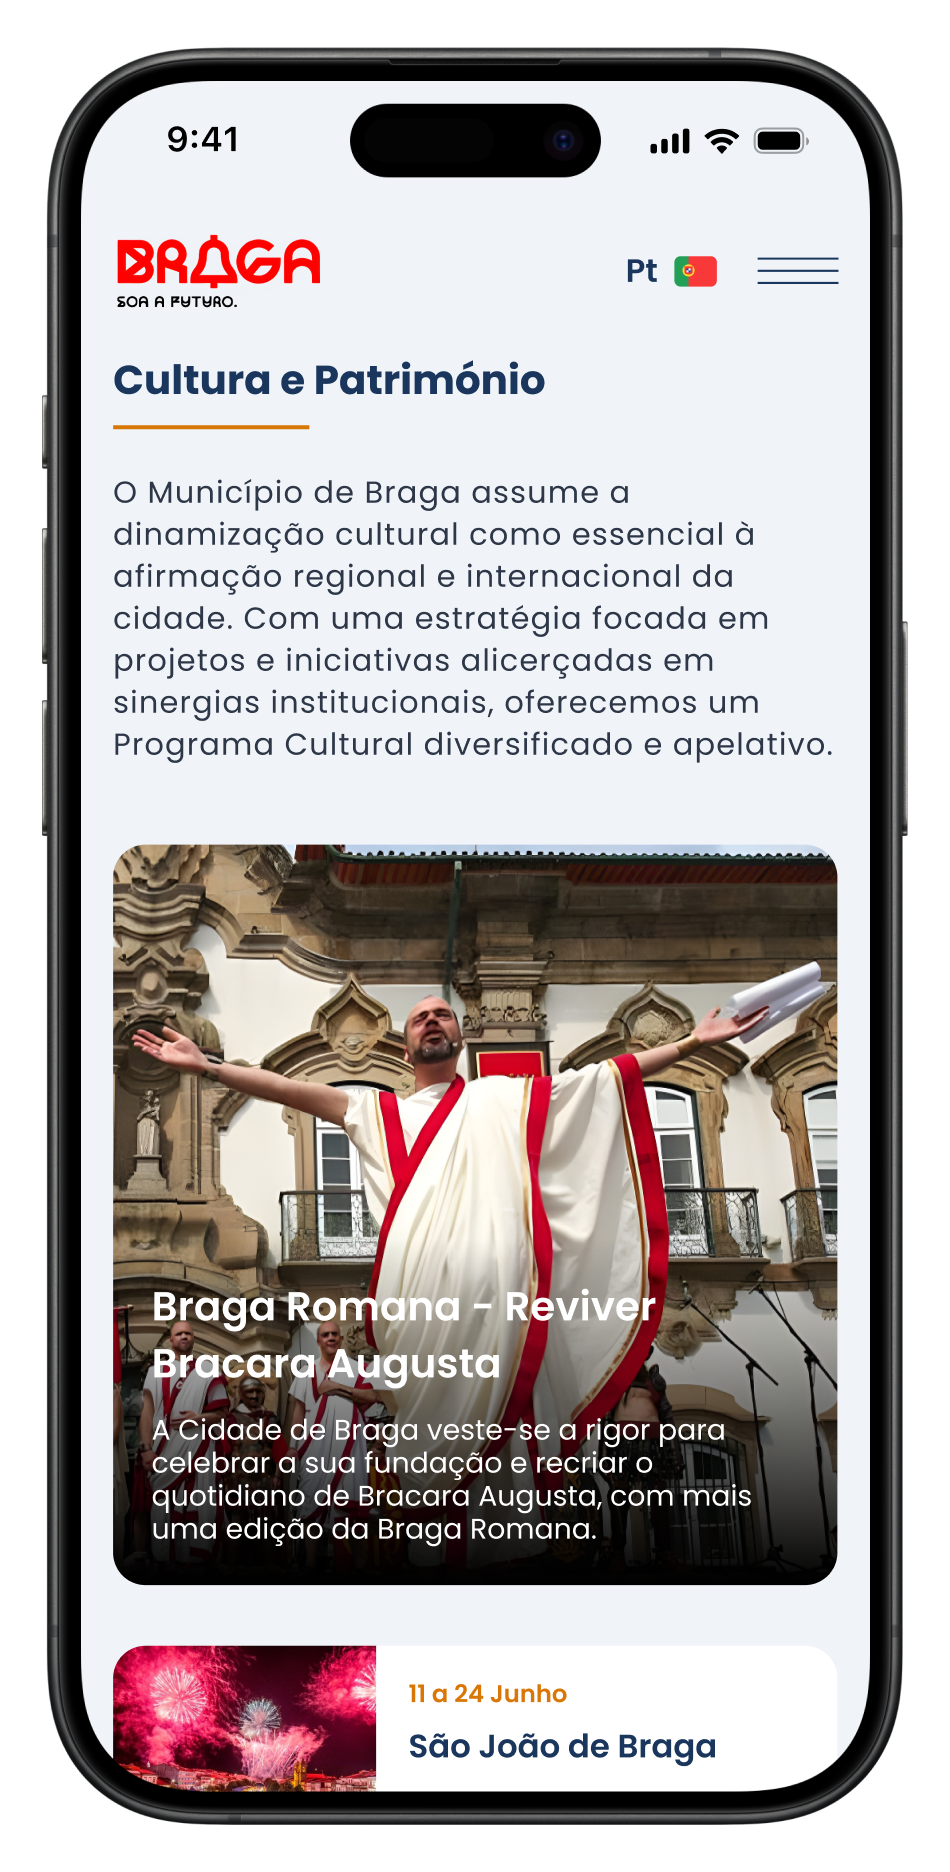 9:41
BRAGA
SOA A FUTURO.
Pt
Cultura e Património
O Município de Braga assume a
dinamização cultural como essencial à
afirmação regional e internacional da
cidade. Com uma estratégia focada em
projetos e iniciativas alicerçadas em
sinergias institucionais, oferecemos um
Programa Cultural diversificado e apelativo.
Braga Romana - Reviver
Bracara Augusta
A Cidade de Braga veste-se a rigor para
celebrar a sua fundação e recriar o
quotidiano de Bracara Augusta, com mais
uma edição da Braga Romana.
11 a 24 Junho
São João de Braga